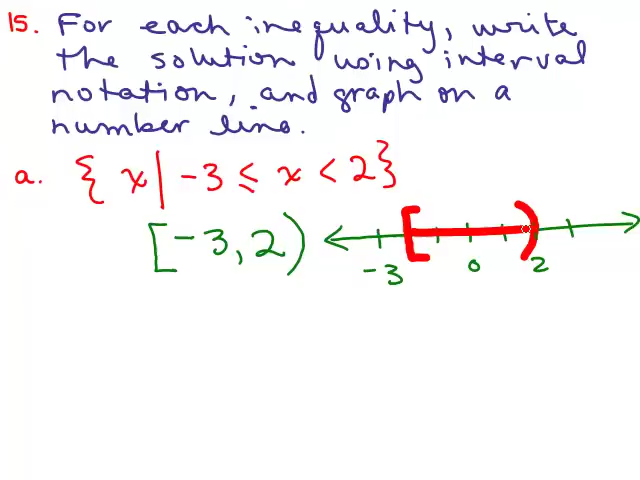 15. For each inequality, write
the solution using interval
notation, and graph on a
number line.
a. { x | -3 ≤ x < 2}
[-3, 2)
-3 0 2